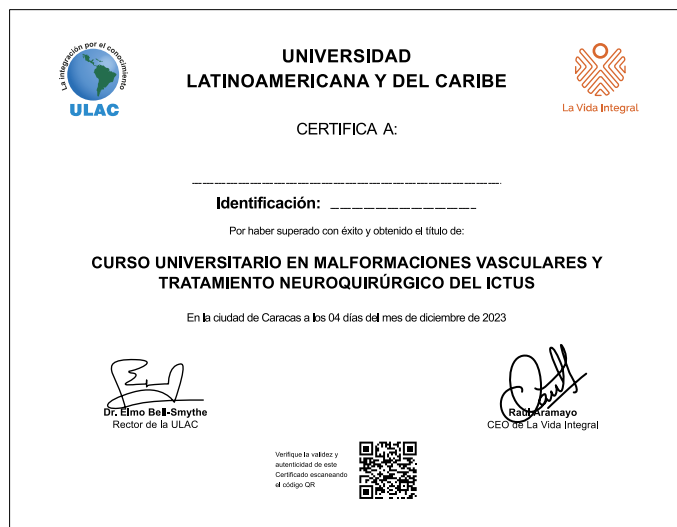 La integración por el conocimiento
ULAC
UNIVERSIDAD
LATINOAMERICANA Y DEL CARIBE
La Vida Integral
CERTIFICA A:
Identificación:
Por haber superado con éxito y obtenido el título de:
CURSO UNIVERSITARIO EN MALFORMACIONES VASCULARES Y
TRATAMIENTO NEUROQUIRÚRGICO DEL ICTUS
En la ciudad de Caracas a los 04 días del mes de diciembre de 2023
Dr. Elmo Bell-Smythe
Rector de la ULAC
Raúl Aramayo
CEO de La Vida Integral
Verifique la validez y
autenticidad de este
Certificado escaneando
el código QR